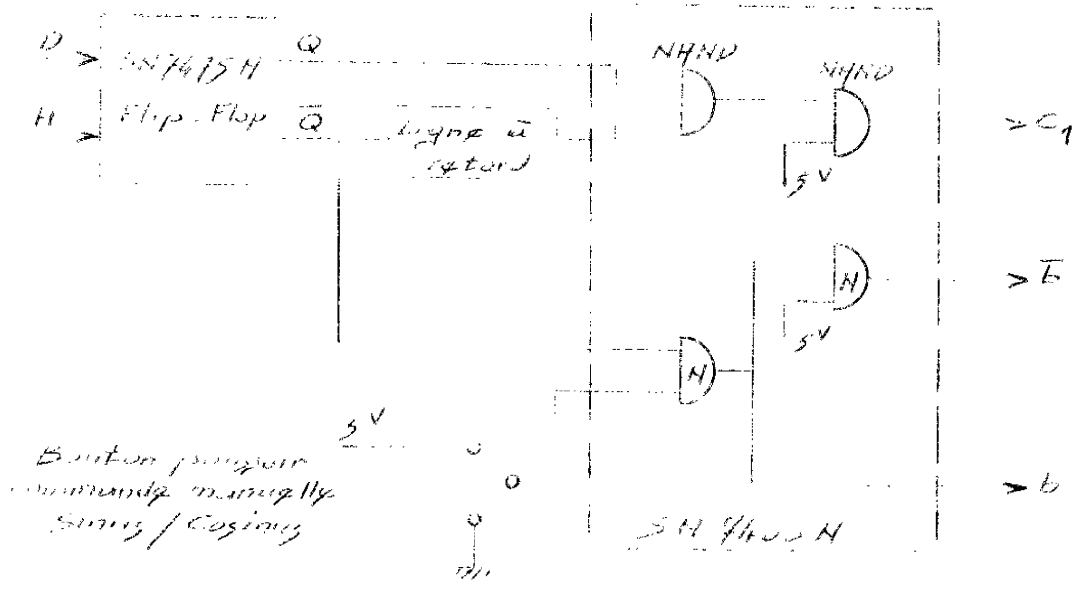 D > SN7475N Q NAND NAND
H > Flip-Flop Q̅ Ligne à > C1
retard
5V
N > b̅
5V
N
5V
Bouton poussoir
commande manuelle > b
Sinus / Cosinus
SN 7400 N